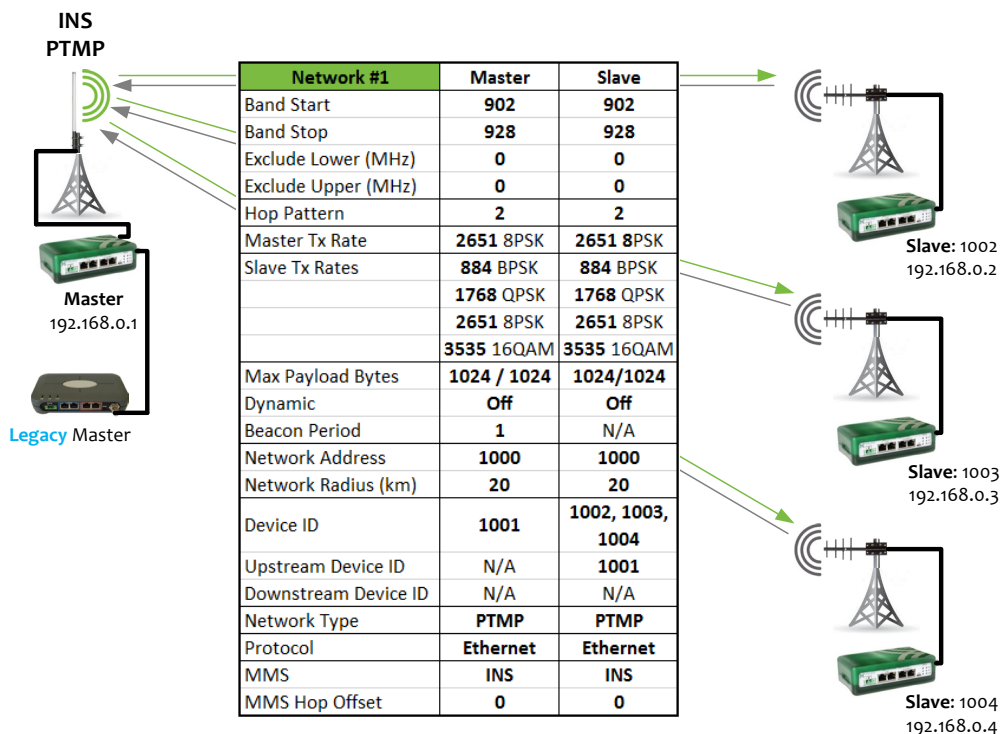 INS
PTMP
Network #1 Master Slave
Band Start 902 902
Band Stop 928 928
Exclude Lower (MHz) 0 0
Exclude Upper (MHz) 0 0
Hop Pattern 2 2
Master Tx Rate 2651 8PSK 2651 8PSK
Slave Tx Rates 884 BPSK 884 BPSK
1768 QPSK 1768 QPSK
2651 8PSK 2651 8PSK
3535 16QAM 3535 16QAM
Max Payload Bytes 1024 / 1024 1024/1024
Dynamic Off Off
Beacon Period 1 N/A
Network Address 1000 1000
Network Radius (km) 20 20
Device ID 1001 1002, 1003,
1004
Upstream Device ID N/A 1001
Downstream Device ID N/A N/A
Network Type PTMP PTMP
Protocol Ethernet Ethernet
MMS INS INS
MMS Hop Offset 0 0
Master
192.168.0.1
Legacy Master
Slave: 1002
192.168.0.2
Slave: 1003
192.168.0.3
Slave: 1004
192.168.0.4